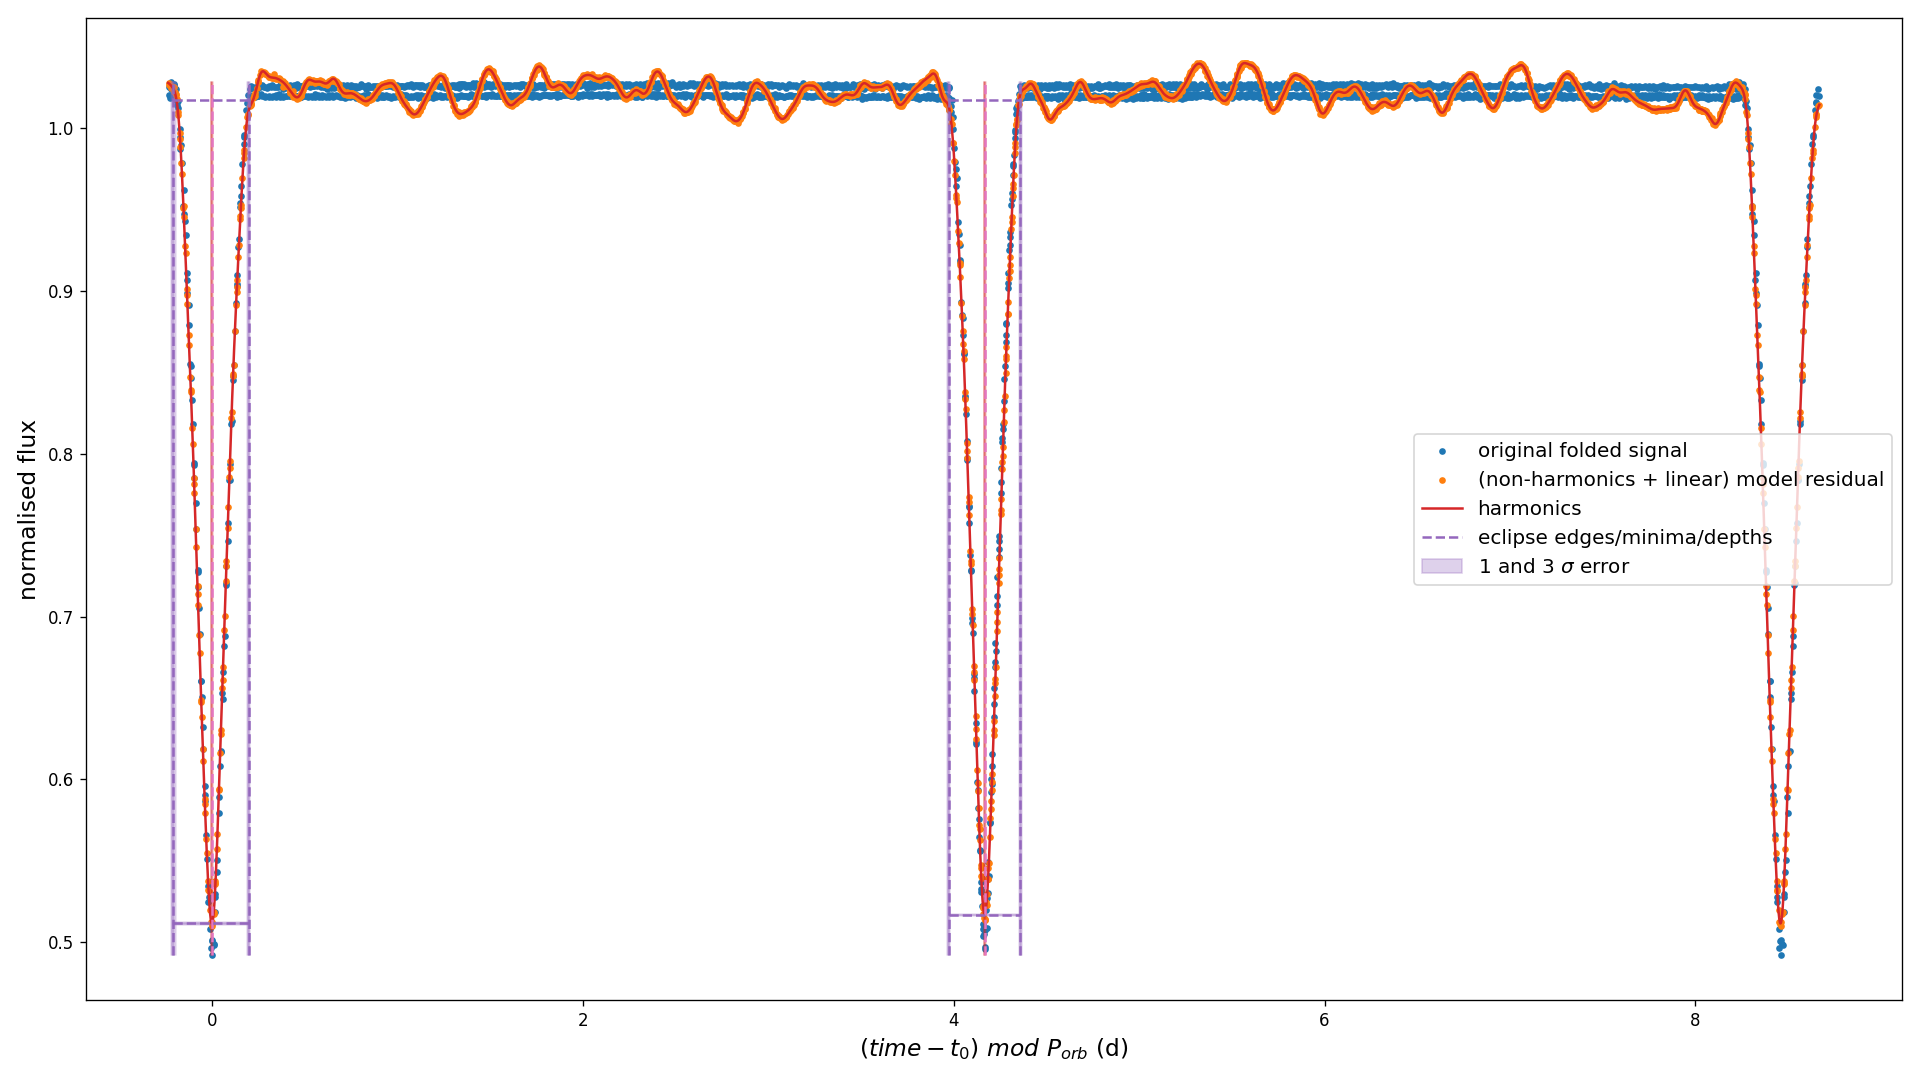 normalised flux
1.0
0.9
0.8
0.7
0.6
0.5
original folded signal
(non-harmonics + linear) model residual
harmonics
eclipse edges/minima/depths
1 and 3 σ error
0 2 4 6 8
(time − t₀) mod P_orb (d)